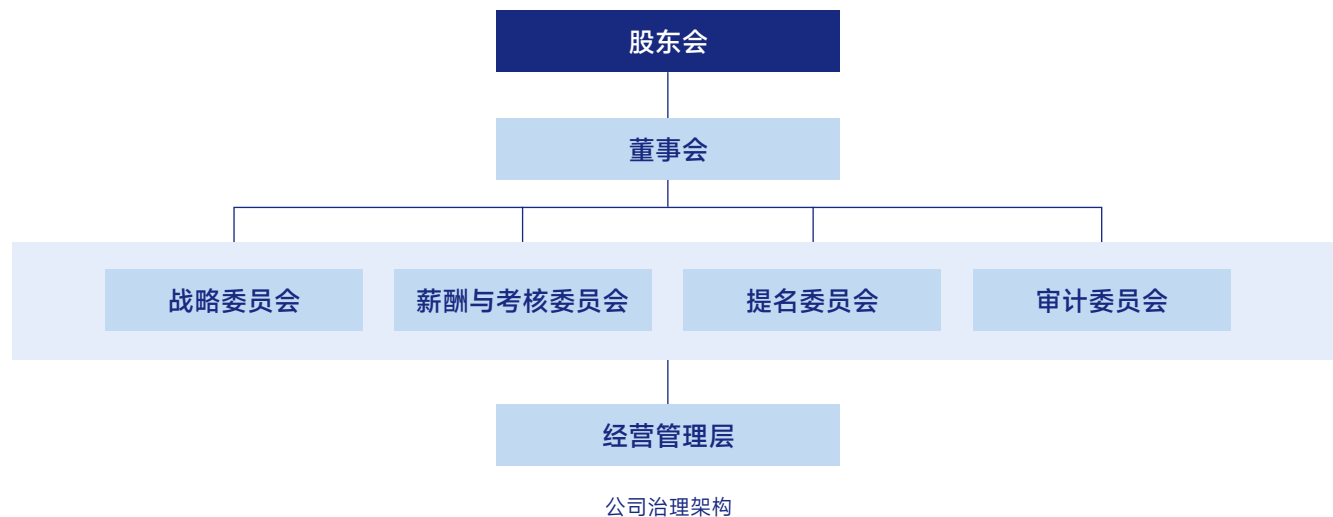 股东会
董事会
战略委员会
薪酬与考核委员会
提名委员会
审计委员会
经营管理层
公司治理架构